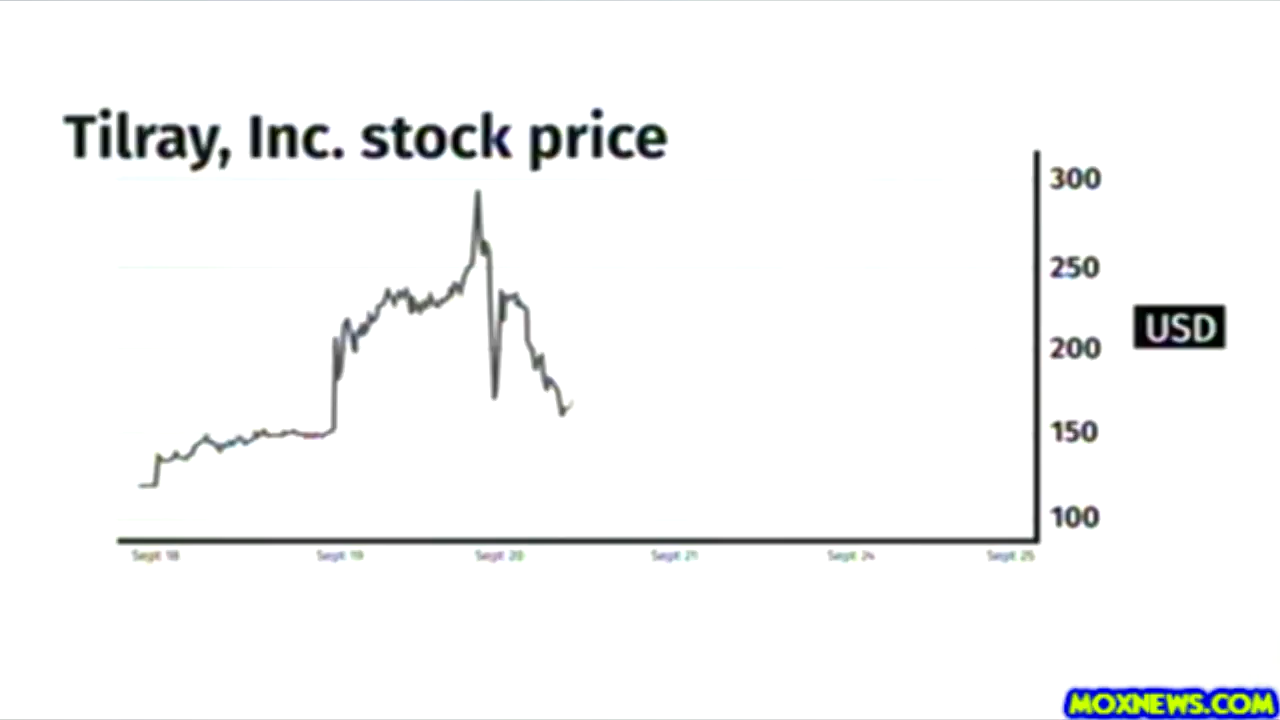 Tilray, Inc. stock price
300
250
USD
200
150
100
Sept 18 Sept 19 Sept 20 Sept 21 Sept 24 Sept 25
MOXNEWS.COM